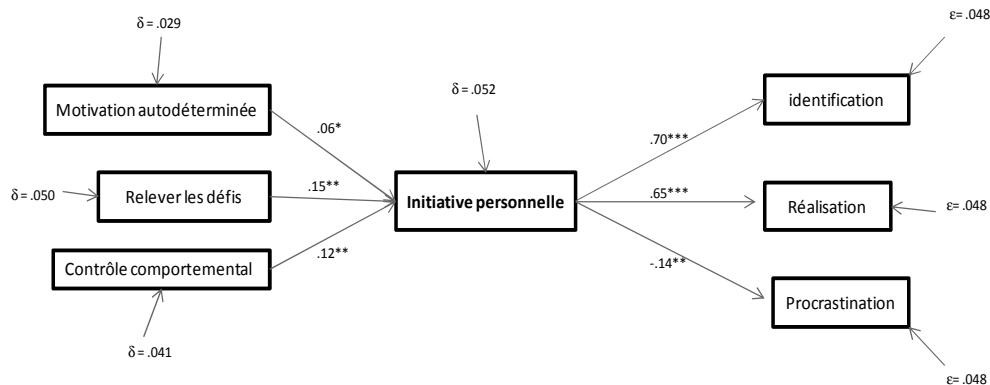 δ = .029
ε= .048
Motivation autodéterminée
δ = .052
identification
.06*
.70***
δ = .050
Relever les défis
.15**
Initiative personnelle
.65***
Réalisation
ε= .048
Contrôle comportemental
.12**
-.14**
Procrastination
δ = .041
ε= .048